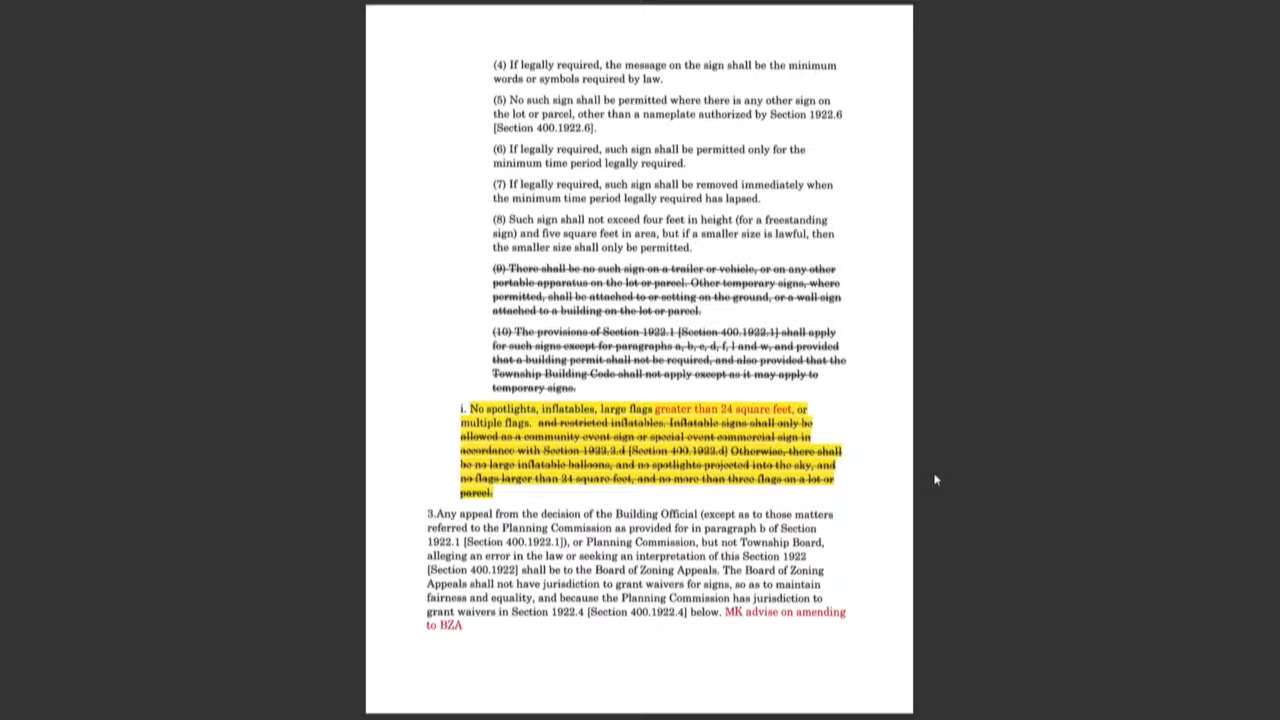 (4) If legally required, the message on the sign shall be the minimum
words or symbols required by law.
(5) No such sign shall be permitted where there is any other sign on
the lot or parcel, other than a nameplate authorized by Section 1922.6
[Section 400.1922.6].
(6) If legally required, such sign shall be permitted only for the
minimum time period legally required.
(7) If legally required, such sign shall be removed immediately when
the minimum time period legally required has lapsed.
(8) Such sign shall not exceed four feet in height (for a freestanding
sign) and five square feet in area, but if a smaller size is lawful, then
the smaller size shall only be permitted.
(9) There shall be no such sign on a trailer or vehicle, or on any other
portable apparatus on the lot or parcel. Other temporary signs, where
permitted, shall be attached to or setting on the ground, or a wall sign
attached to a building on the lot or parcel.
(10) The provisions of Section 1922.1 [Section 400.1922.1] shall apply
for such signs except for paragraphs a, b, c, d, f, l and w, and provided
that a building permit shall not be required, and also provided that the
Township Building Code shall not apply except as it may apply to
temporary signs.
i. No spotlights, inflatables, large flags greater than 24 square feet, or
multiple flags. and restricted inflatables. Inflatable signs shall only be
allowed as a community event sign or special event commercial sign in
accordance with Section 1922.2.d [Section 400.1922.d] Otherwise, there shall
be no large inflatable balloons, and no spotlights projected into the sky, and
no flags larger than 24 square feet, and no more than three flags on a lot or
parcel.
3.Any appeal from the decision of the Building Official (except as to those matters
referred to the Planning Commission as provided for in paragraph b of Section
1922.1 [Section 400.1922.1]), or Planning Commission, but not Township Board,
alleging an error in the law or seeking an interpretation of this Section 1922
[Section 400.1922] shall be to the Board of Zoning Appeals. The Board of Zoning
Appeals shall not have jurisdiction to grant waivers for signs, so as to maintain
fairness and equality, and because the Planning Commission has jurisdiction to
grant waivers in Section 1922.4 [Section 400.1922.4] below. MK advise on amending
to BZA